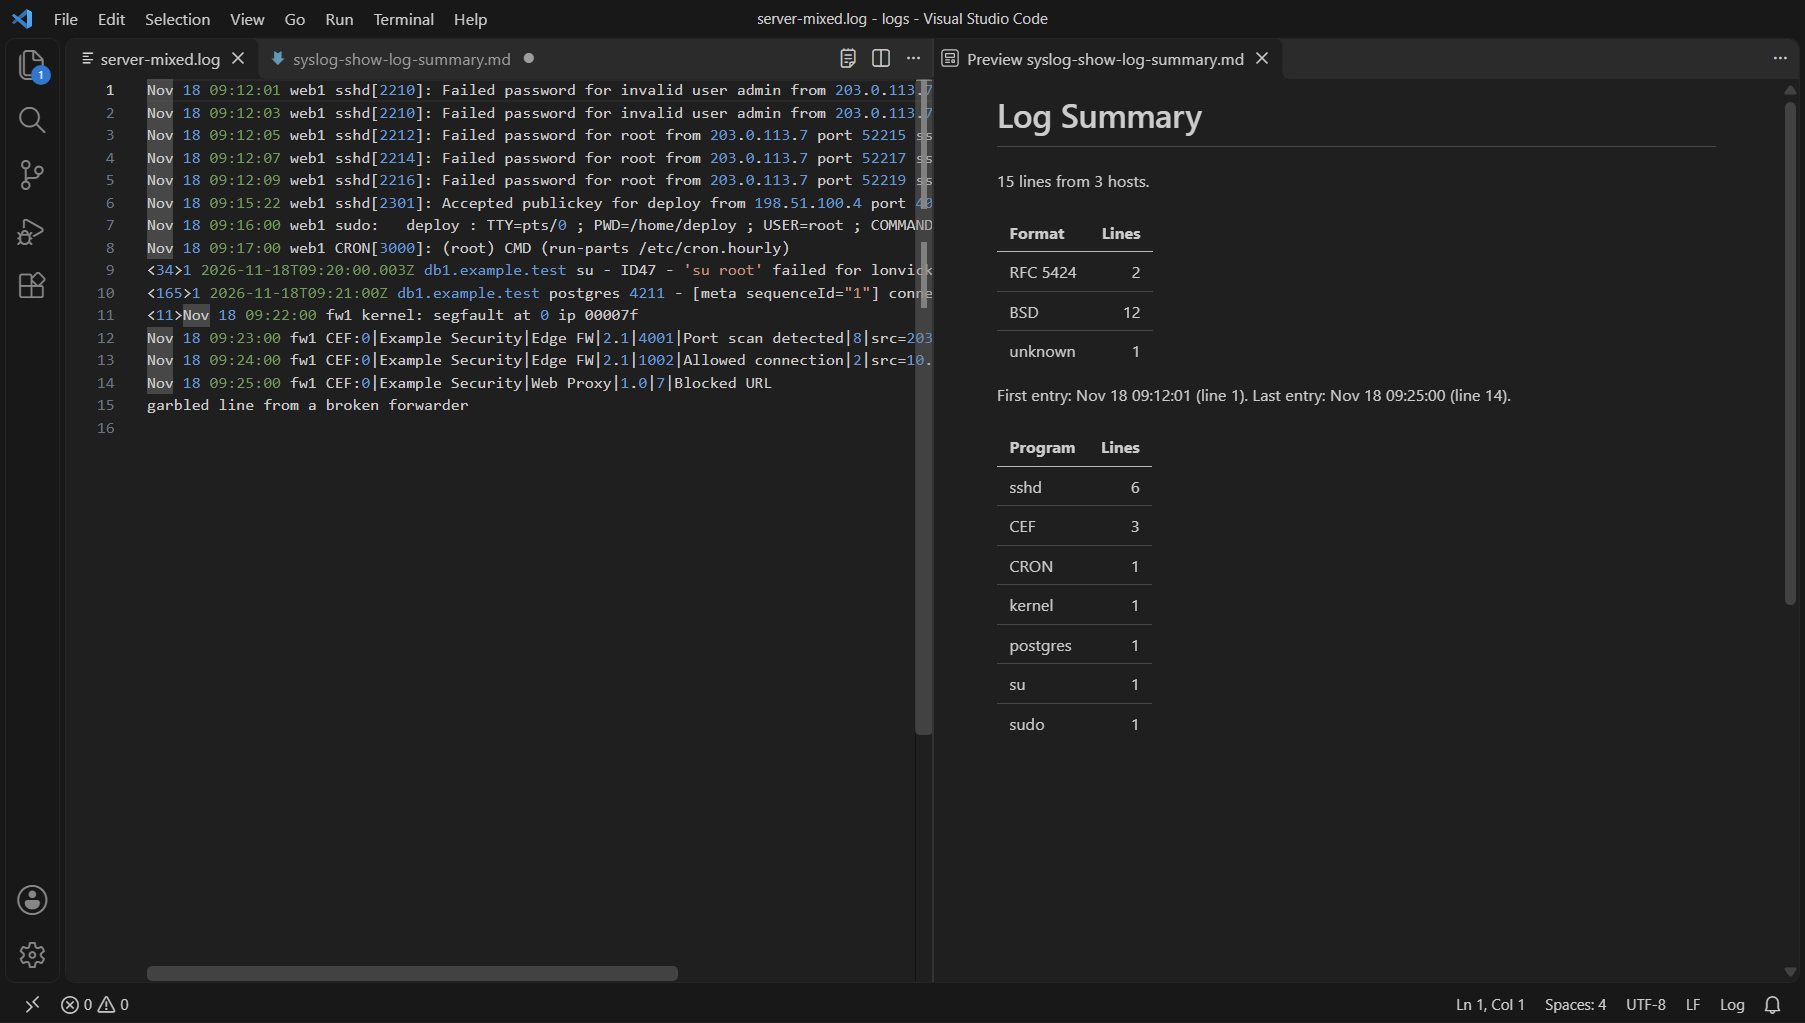 File Edit Selection View Go Run Terminal Help
server-mixed.log - logs - Visual Studio Code
1
server-mixed.log
syslog-show-log-summary.md
1 Nov 18 09:12:01 web1 sshd[2210]: Failed password for invalid user admin from 203.0.113.7
2 Nov 18 09:12:03 web1 sshd[2210]: Failed password for invalid user admin from 203.0.113.7
3 Nov 18 09:12:05 web1 sshd[2212]: Failed password for root from 203.0.113.7 port 52215 ss
4 Nov 18 09:12:07 web1 sshd[2214]: Failed password for root from 203.0.113.7 port 52217 ss
5 Nov 18 09:12:09 web1 sshd[2216]: Failed password for root from 203.0.113.7 port 52219 ss
6 Nov 18 09:15:22 web1 sshd[2301]: Accepted publickey for deploy from 198.51.100.4 port 40
7 Nov 18 09:16:00 web1 sudo:   deploy : TTY=pts/0 ; PWD=/home/deploy ; USER=root ; COMMAND
8 Nov 18 09:17:00 web1 CRON[3000]: (root) CMD (run-parts /etc/cron.hourly)
9 <34>1 2026-11-18T09:20:00.003Z db1.example.test su - ID47 - 'su root' failed for lonvick
10 <165>1 2026-11-18T09:21:00Z db1.example.test postgres 4211 - [meta sequenceId="1"] conne
11 <11>Nov 18 09:22:00 fw1 kernel: segfault at 0 ip 00007f
12 Nov 18 09:23:00 fw1 CEF:0|Example Security|Edge FW|2.1|4001|Port scan detected|8|src=203
13 Nov 18 09:24:00 fw1 CEF:0|Example Security|Edge FW|2.1|1002|Allowed connection|2|src=10.
14 Nov 18 09:25:00 fw1 CEF:0|Example Security|Web Proxy|1.0|7|Blocked URL
15 garbled line from a broken forwarder
16
Preview syslog-show-log-summary.md
Log Summary
15 lines from 3 hosts.
Format Lines
RFC 5424 2
BSD 12
unknown 1
First entry: Nov 18 09:12:01 (line 1). Last entry: Nov 18 09:25:00 (line 14).
Program Lines
sshd 6
CEF 3
CRON 1
kernel 1
postgres 1
su 1
sudo 1
0 0
Ln 1, Col 1 Spaces: 4 UTF-8 LF Log